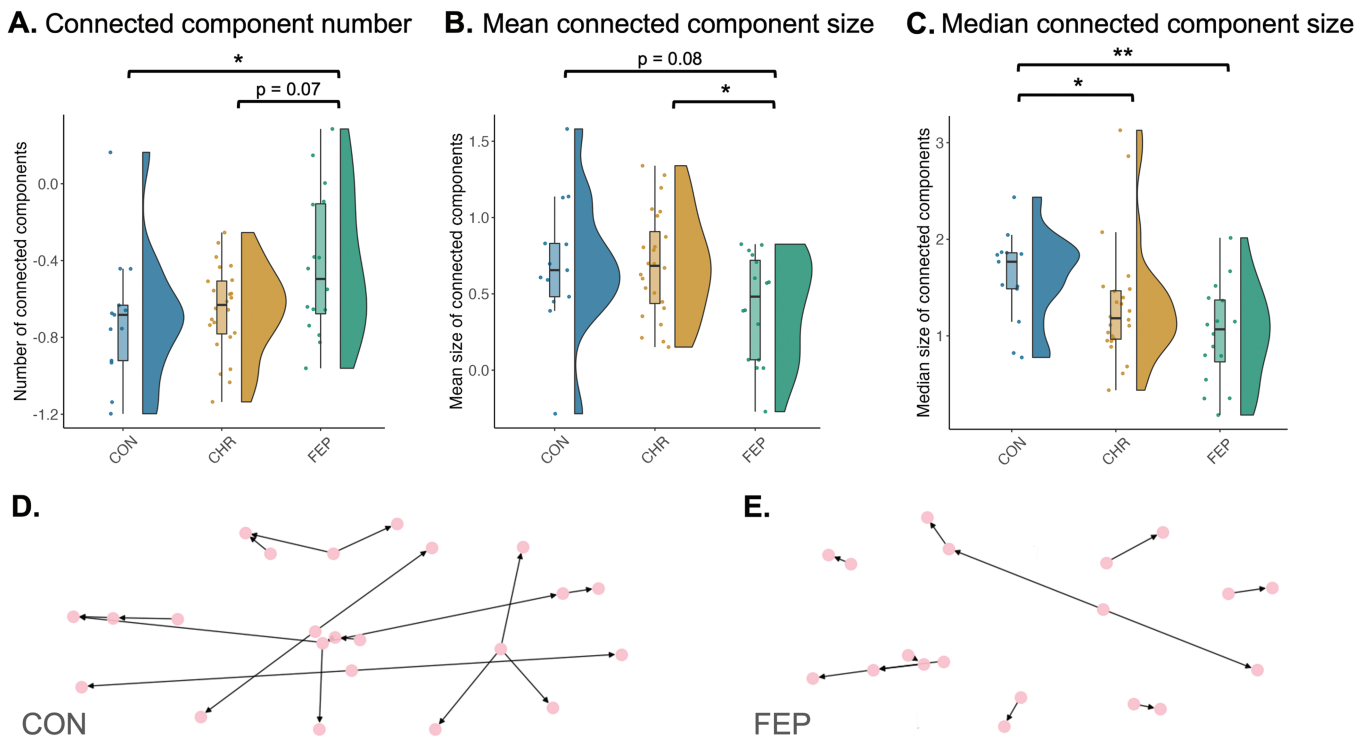 A. Connected component number
B. Mean connected component size
C. Median connected component size
*
p = 0.07
p = 0.08
*
**
*
Number of connected components
0.0
-0.4
-0.8
-1.2
CON
CHR
FEP
Mean size of connected components
1.5
1.0
0.5
0.0
CON
CHR
FEP
Median size of connected components
3
2
1
CON
CHR
FEP
D.
CON
E.
FEP